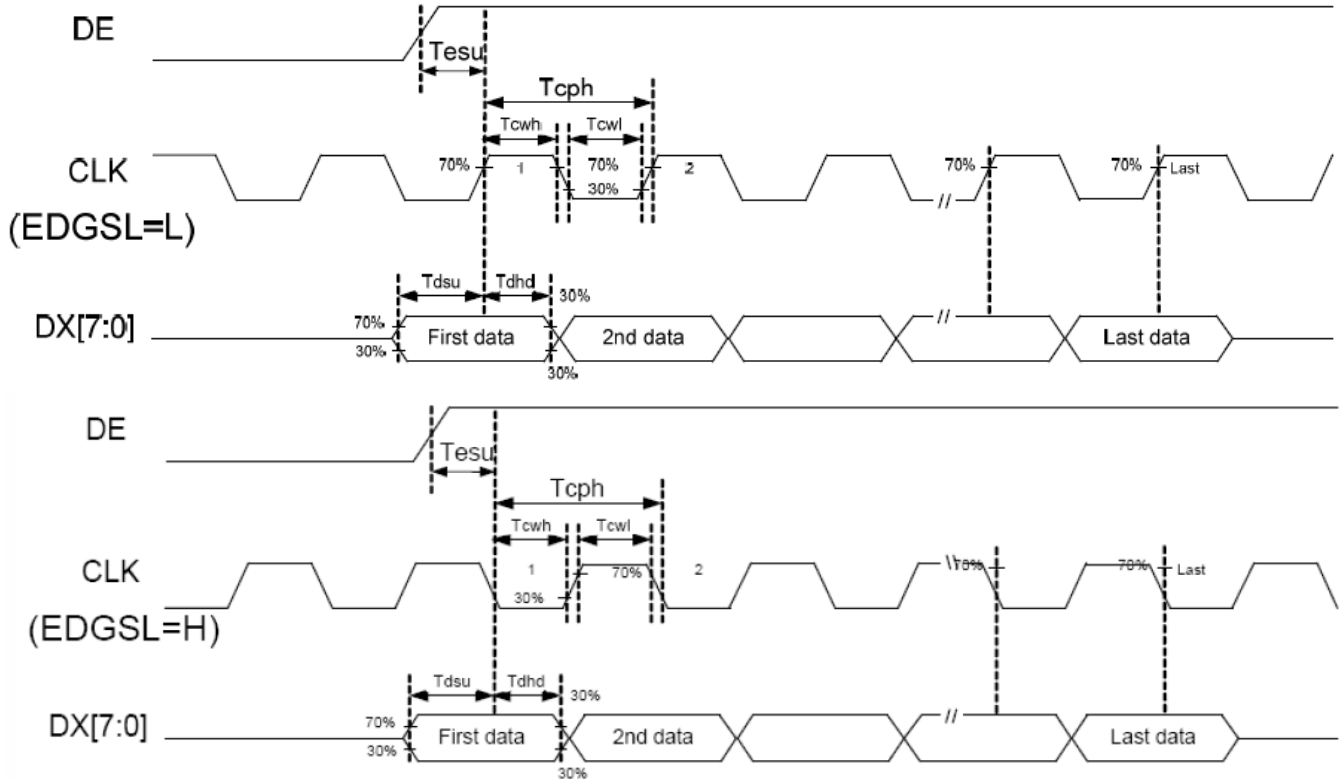 DE
Tesu
Tcph
Tcwh
Tcwl
CLK
70%
1
70%
30%
2
70%
70%
Last
(EDGSL=L)
//
Tdsu
Tdhd
30%
DX[7:0]
70%
30%
First data
2nd data
//
Last data
30%
DE
Tesu
Tcph
Tcwh
Tcwl
CLK
1
30%
70%
2
\\
70%
70%
Last
(EDGSL=H)
Tdsu
Tdhd
30%
DX[7:0]
70%
30%
First data
2nd data
//
Last data
30%